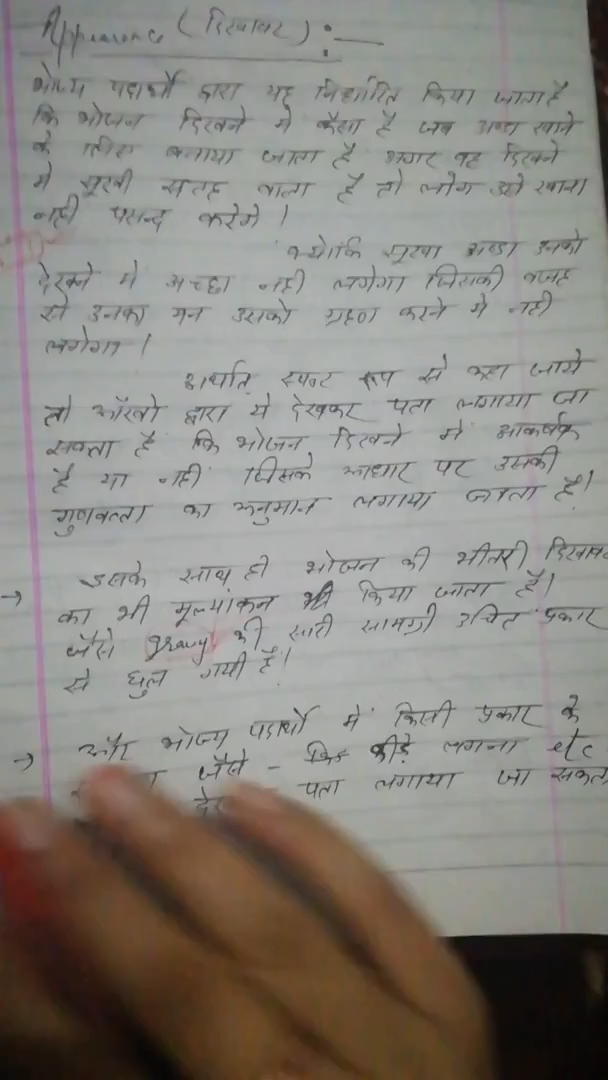 Appearence (दिखावट) :—
भोज्य पदार्थों द्वारा यह निर्धारित किया जाता है
कि भोजन दिखने मे कैसा है जब अण्डा खाने
के लिए बनाया जाता है अगर वह दिखने
मे सूखी सतह वाला है तो लोग उसे खाना
नही पसन्द करेगे।
क्योकि सूखा अण्डा उनको
देखने मे अच्छा नही लगेगा जिसकी वजह
से उनका मन उसको ग्रहण करने मे नही
लगेगा।
अर्थात् स्पष्ट रूप से कहा जाये
तो आँखो द्वारा ये देखकर पता लगाया जा
सकता है कि भोजन दिखने मे आकर्षक
है या नही जिसके आधार पर उसकी
गुणवत्ता का अनुमान लगाया जाता है।
इसके साथ ही भोजन की भीतरी दिखाव
→ का भी मूल्यांकन भी किया जाता है।
जैसे gravy की सारी सामग्री उचित प्रकार
से घुल गयी है।
→ और भोज्य पदार्थो मे किसी प्रकार के
जैसे - कीड़े लगना etc
पता लगाया जा सकता